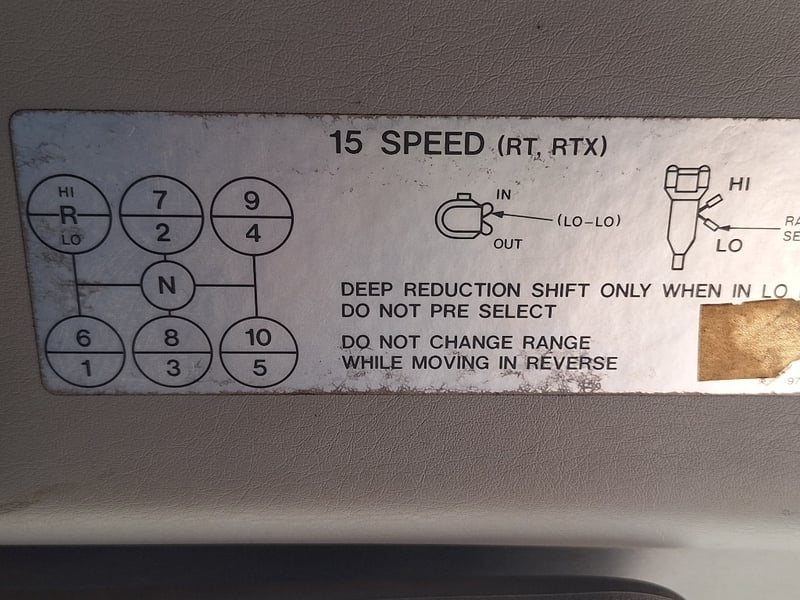 15 SPEED (RT, RTX)
HI
R
LO
7
2
9
4
N
6
1
8
3
10
5
IN
(LO-LO)
OUT
HI
LO
DEEP REDUCTION SHIFT ONLY WHEN IN LO
DO NOT PRE SELECT
DO NOT CHANGE RANGE
WHILE MOVING IN REVERSE
97